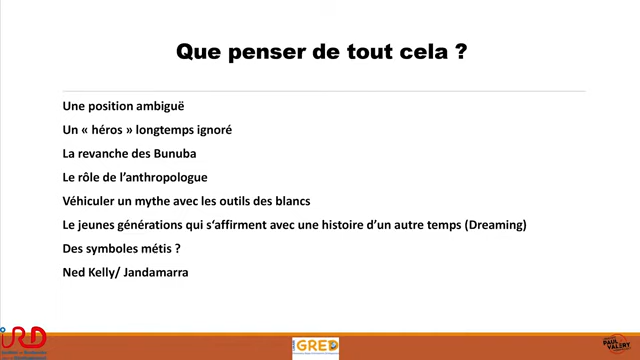 Que penser de tout cela ?
Une position ambiguë
Un « héros » longtemps ignoré
La revanche des Bunuba
Le rôle de l'anthropologue
Véhiculer un mythe avec les outils des blancs
Le jeunes générations qui s'affirment avec une histoire d'un autre temps (Dreaming)
Des symboles métis ?
Ned Kelly/ Jandamarra
IRD
GRED
PAUL
VALÉRY